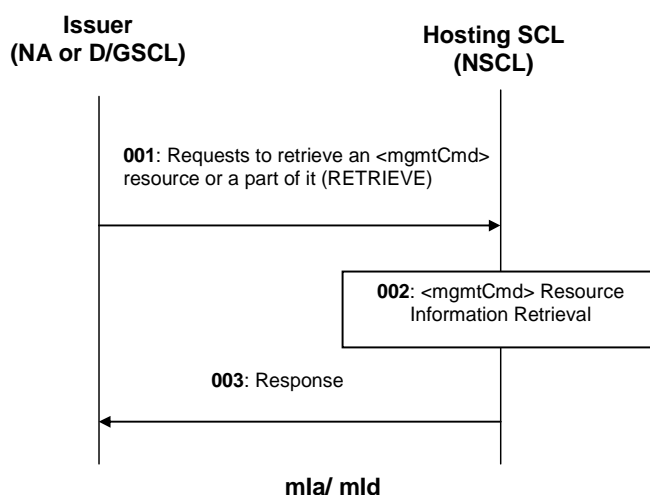 Issuer
(NA or D/GSCL)
Hosting SCL
(NSCL)
001: Requests to retrieve an <mgmtCmd>
resource or a part of it (RETRIEVE)
002: <mgmtCmd> Resource
Information Retrieval
003: Response
mIa/ mId